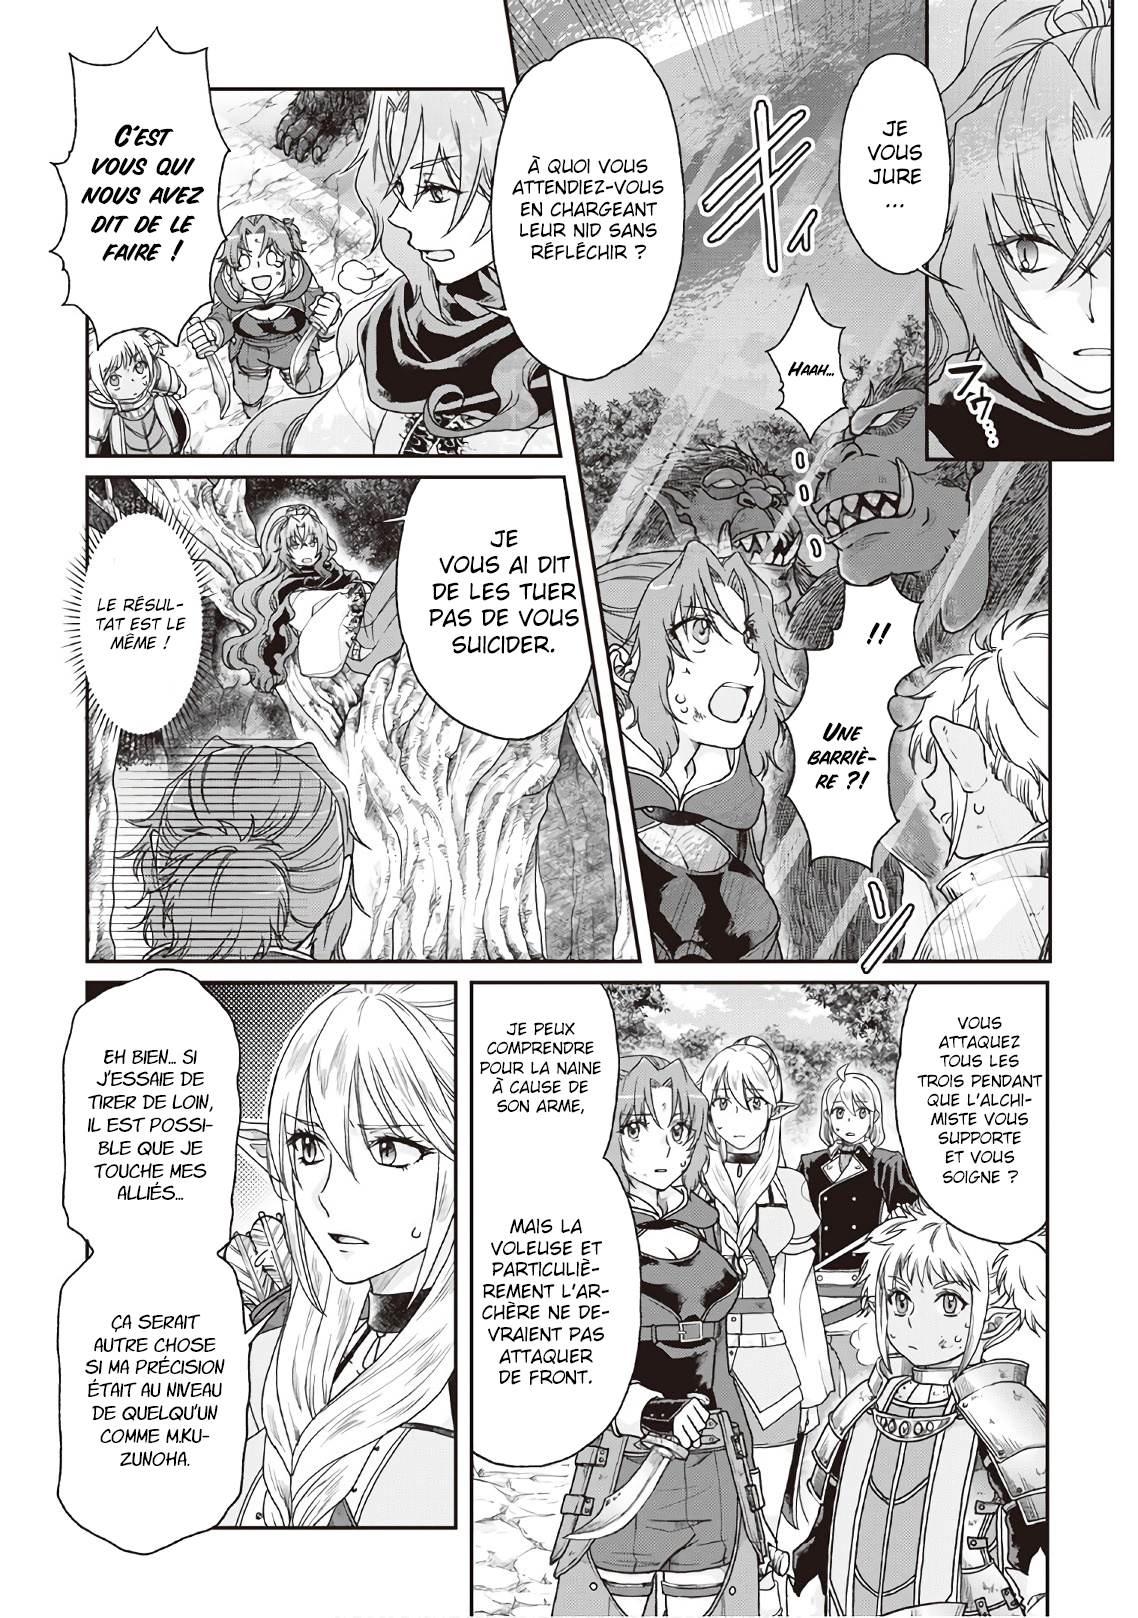 JE
VOUS
JURE
...
フゥ…
À QUOI VOUS
ATTENDIEZ-VOUS
EN CHARGEANT
LEUR NID SANS
RÉFLÉCHIR ?
C'EST
VOUS QUI
NOUS AVEZ
DIT DE LE
FAIRE !
HAAH...
!!
UNE
BARRIÈ-
RE ?!
JE
VOUS AI DIT
DE LES TUER
PAS DE VOUS
SUICIDER.
LE RÉSUL-
TAT EST LE
MÊME !
VOUS
ATTAQUEZ
TOUS LES
TROIS PENDANT
QUE L'ALCHI-
MISTE VOUS
SUPPORTE
ET VOUS
SOIGNE ?
JE PEUX
COMPRENDRE
POUR LA NAINE
À CAUSE DE
SON ARME,
MAIS LA
VOLEUSE ET
PARTICULIÈ-
REMENT L'AR-
CHÈRE NE DE-
VRAIENT PAS
ATTAQUER
DE FRONT.
EH BIEN... SI
J'ESSAIE DE
TIRER DE LOIN,
IL EST POSSI-
BLE QUE JE
TOUCHE MES
ALLIÉS...
ÇA SERAIT
AUTRE CHOSE
SI MA PRÉCISION
ÉTAIT AU NIVEAU
DE QUELQU'UN
COMME M.KU-
ZUNOHA.